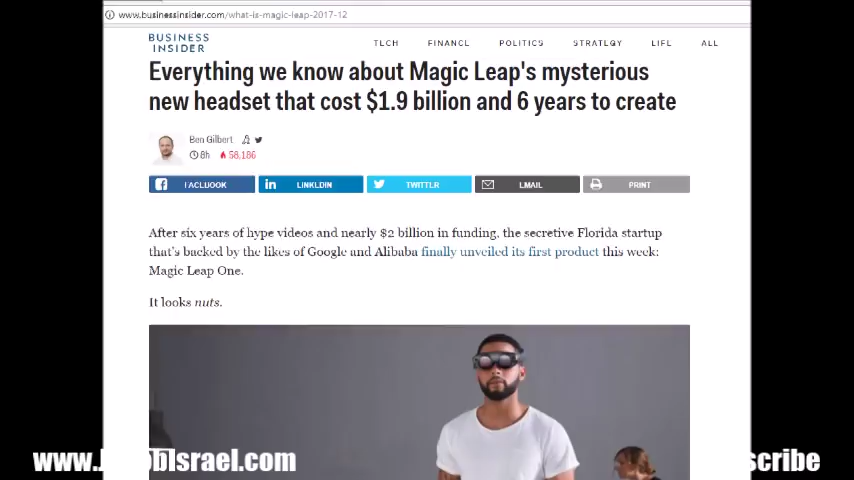 www.businessinsider.com/what-is-magic-leap-2017-12
BUSINESS
INSIDER
TECH FINANCE POLITICS STRATEGY LIFE ALL
Everything we know about Magic Leap's mysterious
new headset that cost $1.9 billion and 6 years to create
Ben Gilbert
8h 58,186
FACEBOOK LINKEDIN TWITTER EMAIL PRINT
After six years of hype videos and nearly $2 billion in funding, the secretive Florida startup
that's backed by the likes of Google and Alibaba finally unveiled its first product this week:
Magic Leap One.
It looks nuts.